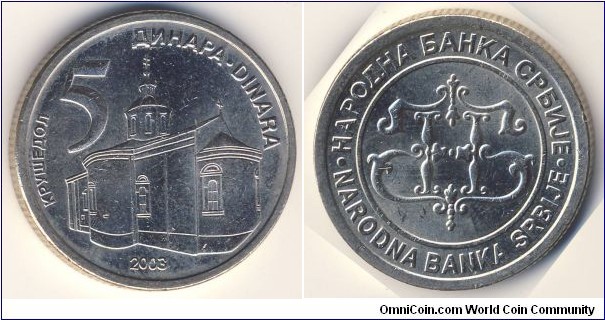 5 ДИНАРА · DINARA
КРУШЕДОЛ
2003
НАРОДНА БАНКА СРБИЈЕ ·
NARODNA BANKA SRBIJE ·
OmniCoin.com World Coin Community